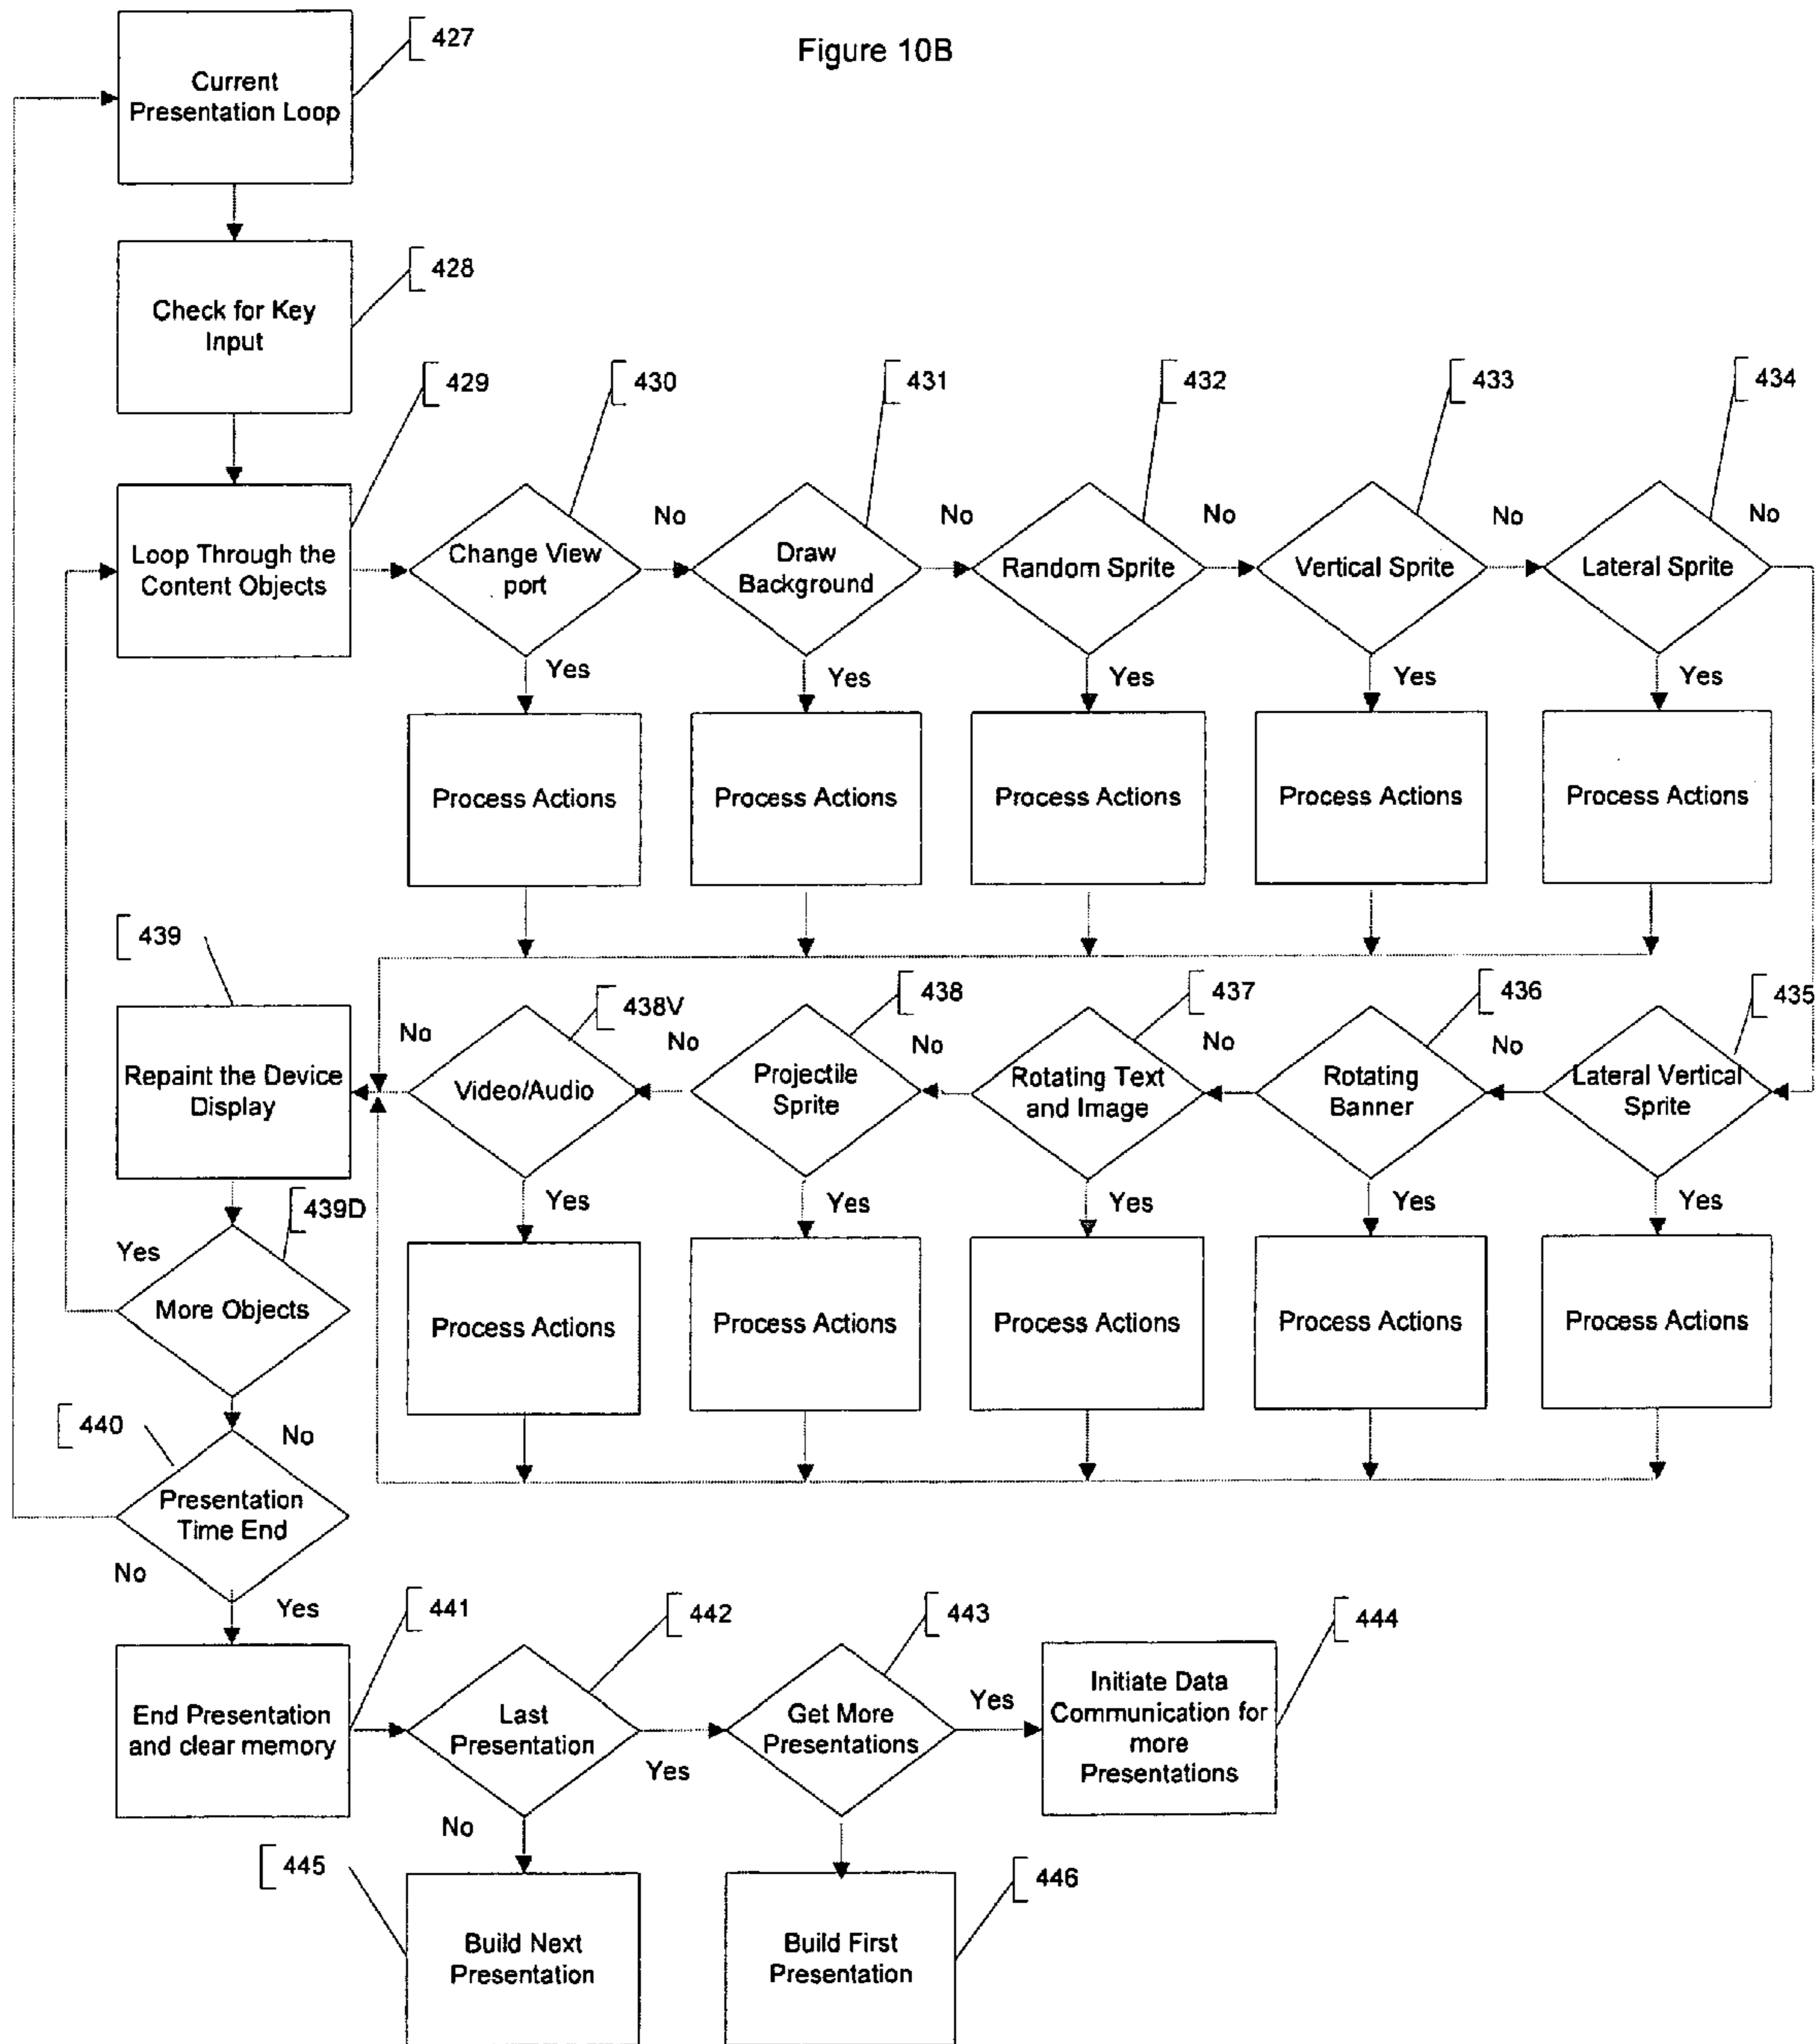 Figure 10B
427
Current
Presentation Loop
428
Check for Key
Input
429
430
431
432
433
434
Loop Through the
Content Objects
Change View
port
No
Draw
Background
No
Random Sprite
No
Vertical Sprite
No
Lateral Sprite
No
Yes
Yes
Yes
Yes
Yes
Process Actions
Process Actions
Process Actions
Process Actions
Process Actions
439
438V
438
437
436
435
Repaint the Device
Display
No
Video/Audio
No
Projectile
Sprite
No
Rotating Text
and Image
No
Rotating
Banner
No
Lateral Vertical
Sprite
Yes
Yes
Yes
Yes
Yes
439D
Yes
More Objects
Process Actions
Process Actions
Process Actions
Process Actions
Process Actions
440
No
Presentation
Time End
No
Yes
441
442
443
444
End Presentation
and clear memory
Last
Presentation
Yes
Get More
Presentations
Yes
Initiate Data
Communication for
more
Presentations
No
445
446
Build Next
Presentation
Build First
Presentation